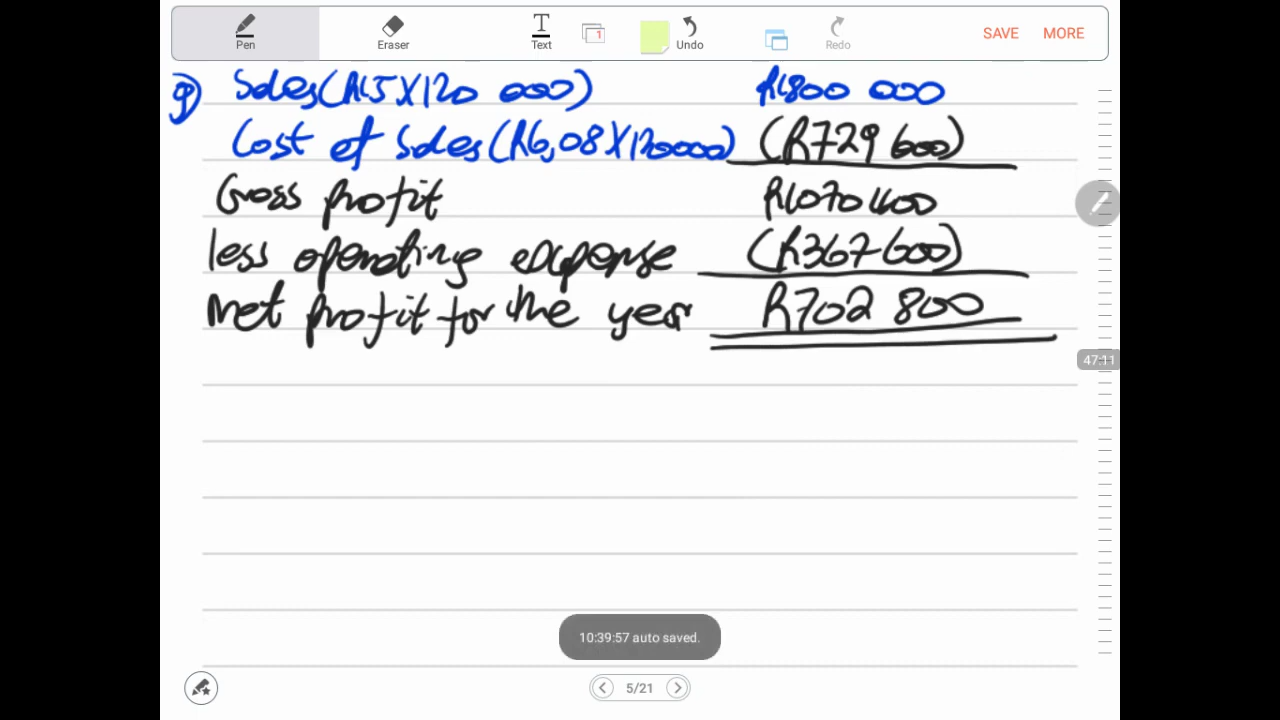 Pen Eraser T Text 1 Undo Redo SAVE MORE
g) Sales(R15 X 120 000) R1800 000
Cost of Sales(R6,08 X 120000) (R729 600)
Gross profit R1070 400
less operating expense (R367 600)
net profit for the year R702 800
47:11
10:39:57 auto saved.
5/21